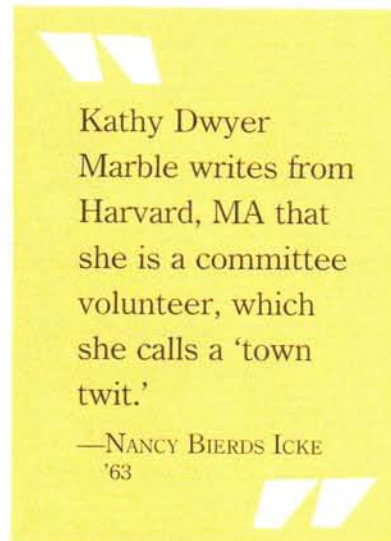 Kathy Dwyer
Marble writes from
Harvard, MA that
she is a committee
volunteer, which
she calls a ‘town
twit.’
—NANCY BIERDS ICKE
’63